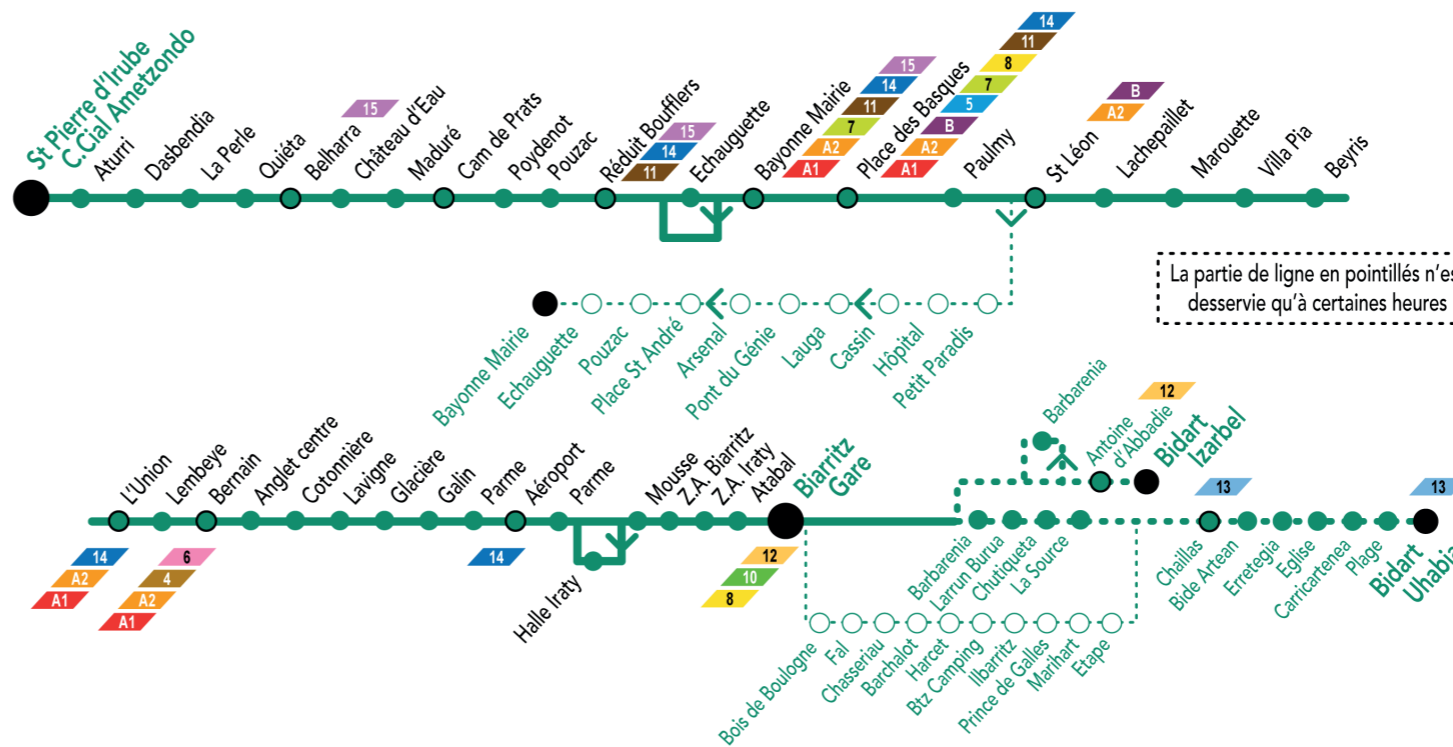 St Pierre d'Irube
C. Cial Ametzondo
Aturri
Dasbendia
La Perle
Quiéta
Belharra
15
Château d'Eau
Maduré
Cam de Prats
Poydenot
Pouzac
Réduit Boufflers
15
14
11
Echauguette
Bayonne Mairie
15
14
11
7
A2
A1
Place des Basques
14
11
8
7
5
B
A2
A1
Paulmy
St Léon
B
A2
Lachepaillet
Marouette
Villa Pia
Beyris
La partie de ligne en pointillés n'es
desservie qu'à certaines heures
Bayonne Mairie
Echauguette
Pouzac
Place St André
Arsenal
Pont du Génie
Lauga
Cassin
Hôpital
Petit Paradis
L'Union
14
A2
A1
Lembeye
Bernain
6
4
A2
A1
Anglet centre
Cotonnière
Lavigne
Glacière
Galin
Parme
Aéroport
14
Parme
Halle Iraty
Mousse
Z.A. Biarritz
Z.A. Iraty
Atabal
Biarritz
Gare
12
10
8
Barbarenia
Antoine
d'Abbadie
12
Bidart
Izarbel
Barbarenia
Larrun Burua
Chutiqueta
La Source
13
Chaillas
Bide Artean
Erretegia
Eglise
Carricartenea
Plage
13
Bidart
Uhabia
Bois de Boulogne
Fal
Chasseriau
Barchalot
Harcet
Btz Camping
Ilbarritz
Prince de Galles
Marihart
Etape